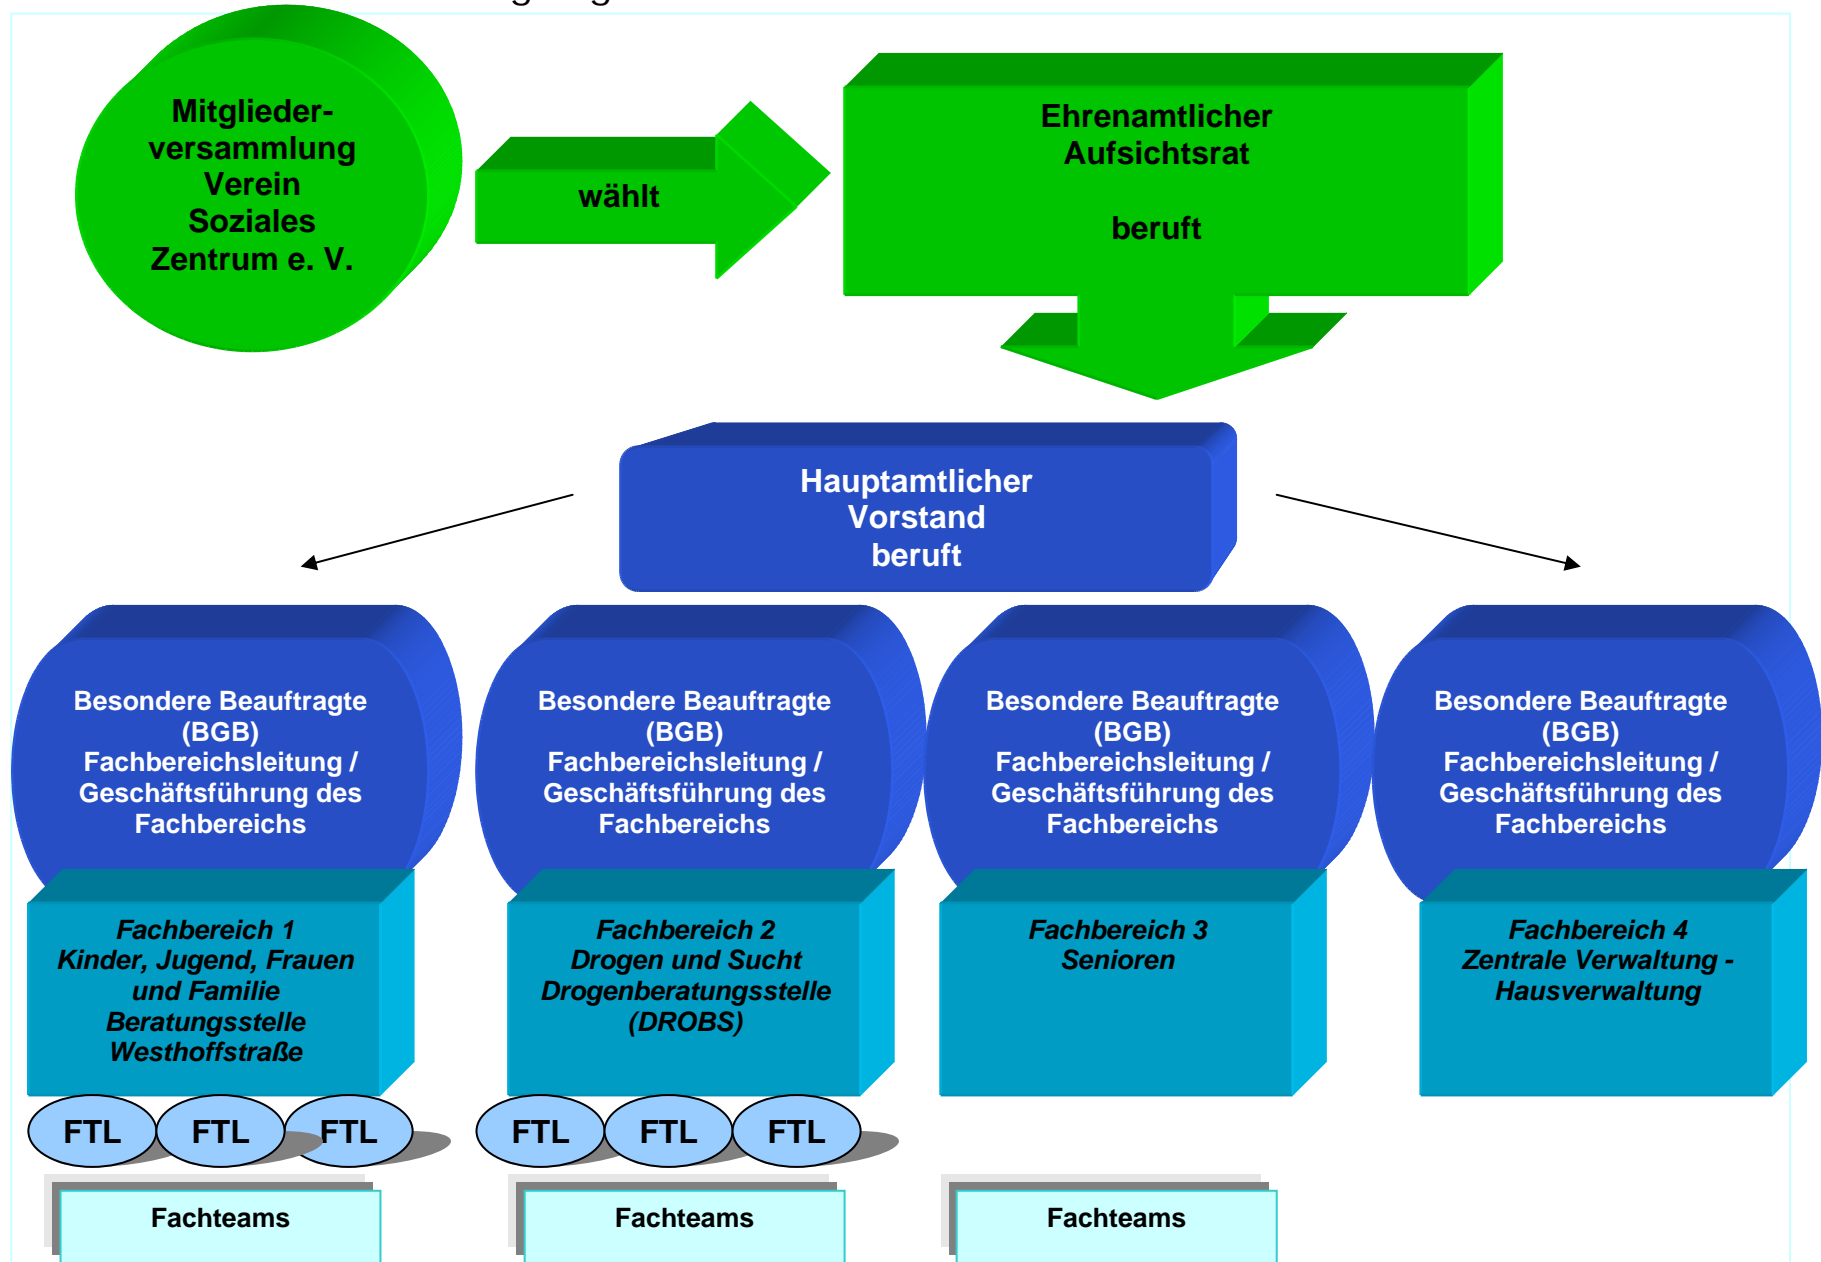 Mitglieder-
versammlung
Verein
Soziales
Zentrum e. V.
wählt
Ehrenamtlicher
Aufsichtsrat
beruft
Hauptamtlicher
Vorstand
beruft
Besondere Beauftragte
(BGB)
Fachbereichsleitung /
Geschäftsführung des
Fachbereichs
Besondere Beauftragte
(BGB)
Fachbereichsleitung /
Geschäftsführung des
Fachbereichs
Besondere Beauftragte
(BGB)
Fachbereichsleitung /
Geschäftsführung des
Fachbereichs
Besondere Beauftragte
(BGB)
Fachbereichsleitung /
Geschäftsführung des
Fachbereichs
Fachbereich 1
Kinder, Jugend, Frauen
und Familie
Beratungsstelle
Westhoffstraße
Fachbereich 2
Drogen und Sucht
Drogenberatungsstelle
(DROBS)
Fachbereich 3
Senioren
Fachbereich 4
Zentrale Verwaltung -
Hausverwaltung
FTL FTL FTL
FTL FTL FTL
Fachteams
Fachteams
Fachteams